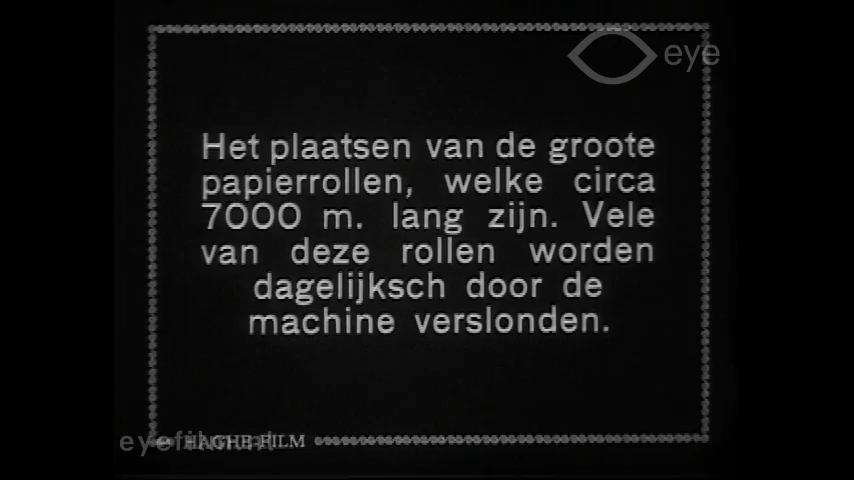 eye
Het plaatsen van de groote
papierrollen, welke circa
7000 m. lang zijn. Vele
van deze rollen worden
dagelijksch door de
machine verslonden.
HAGHE-FILM